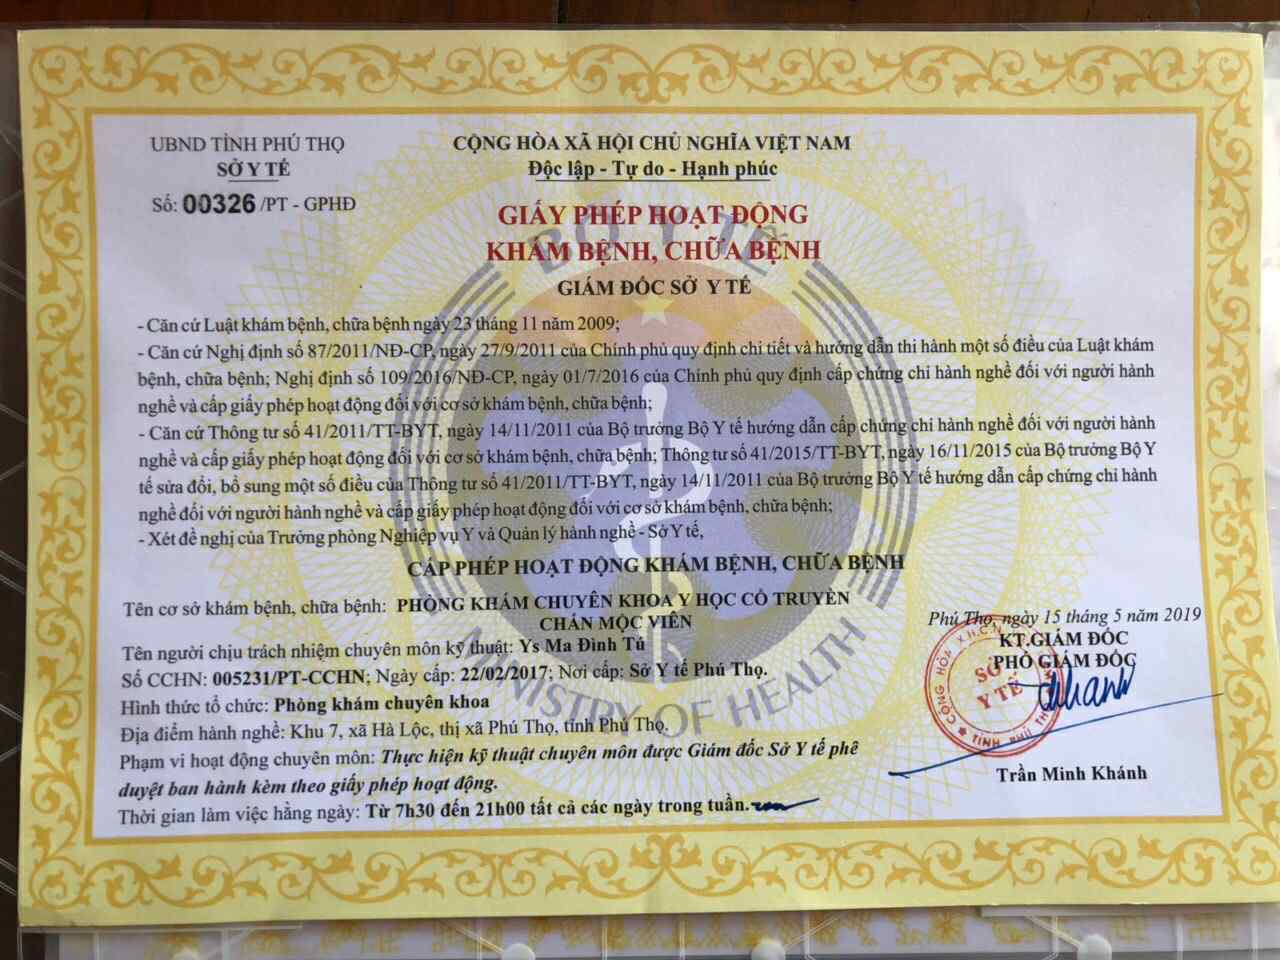 UBND TỈNH PHÚ THỌ
SỞ Y TẾ
Số: 00326 /PT - GPHĐ
CỘNG HÒA XÃ HỘI CHỦ NGHĨA VIỆT NAM
Độc lập - Tự do - Hạnh phúc
GIẤY PHÉP HOẠT ĐỘNG
KHÁM BỆNH, CHỮA BỆNH
GIÁM ĐỐC SỞ Y TẾ
BỘ Y TẾ
- Căn cứ Luật khám bệnh, chữa bệnh ngày 23 tháng 11 năm 2009;
- Căn cứ Nghị định số 87/2011/NĐ-CP, ngày 27/9/2011 của Chính phủ quy định chi tiết và hướng dẫn thi hành một số điều của Luật khám
bệnh, chữa bệnh; Nghị định số 109/2016/NĐ-CP, ngày 01/7/2016 của Chính phủ quy định cấp chứng chỉ hành nghề đối với người hành
nghề và cấp giấy phép hoạt động đối với cơ sở khám bệnh, chữa bệnh;
- Căn cứ Thông tư số 41/2011/TT-BYT, ngày 14/11/2011 của Bộ trưởng Bộ Y tế hướng dẫn cấp chứng chỉ hành nghề đối với người hành
nghề và cấp giấy phép hoạt động đối với cơ sở khám bệnh, chữa bệnh; Thông tư số 41/2015/TT-BYT, ngày 16/11/2015 của Bộ trưởng Bộ Y
tế sửa đổi, bổ sung một số điều của Thông tư số 41/2011/TT-BYT, ngày 14/11/2011 của Bộ trưởng Bộ Y tế hướng dẫn cấp chứng chỉ hành
nghề đối với người hành nghề và cấp giấy phép hoạt động đối với cơ sở khám bệnh, chữa bệnh;
- Xét đề nghị của Trưởng phòng Nghiệp vụ Y và Quản lý hành nghề - Sở Y tế,
CẤP PHÉP HOẠT ĐỘNG KHÁM BỆNH, CHỮA BỆNH
Tên cơ sở khám bệnh, chữa bệnh: PHÒNG KHÁM CHUYÊN KHOA Y HỌC CỔ TRUYỀN
CHÂN MỘC VIÊN
Tên người chịu trách nhiệm chuyên môn kỹ thuật: Ys Ma Đình Tú
Số CCHN: 005231/PT-CCHN; Ngày cấp: 22/02/2017; Nơi cấp: Sở Y tế Phú Thọ.
Hình thức tổ chức: Phòng khám chuyên khoa
Địa điểm hành nghề: Khu 7, xã Hà Lộc, thị xã Phú Thọ, tỉnh Phú Thọ.
Phạm vi hoạt động chuyên môn: Thực hiện kỹ thuật chuyên môn được Giám đốc Sở Y tế phê
duyệt ban hành kèm theo giấy phép hoạt động.
Thời gian làm việc hằng ngày: Từ 7h30 đến 21h00 tất cả các ngày trong tuần.
MINISTRY OF HEALTH
Phú Thọ, ngày 15 tháng 5 năm 2019
KT.GIÁM ĐỐC
PHÓ GIÁM ĐỐC
SỞ
Y TẾ
TỈNH PHÚ
Trần Minh Khánh